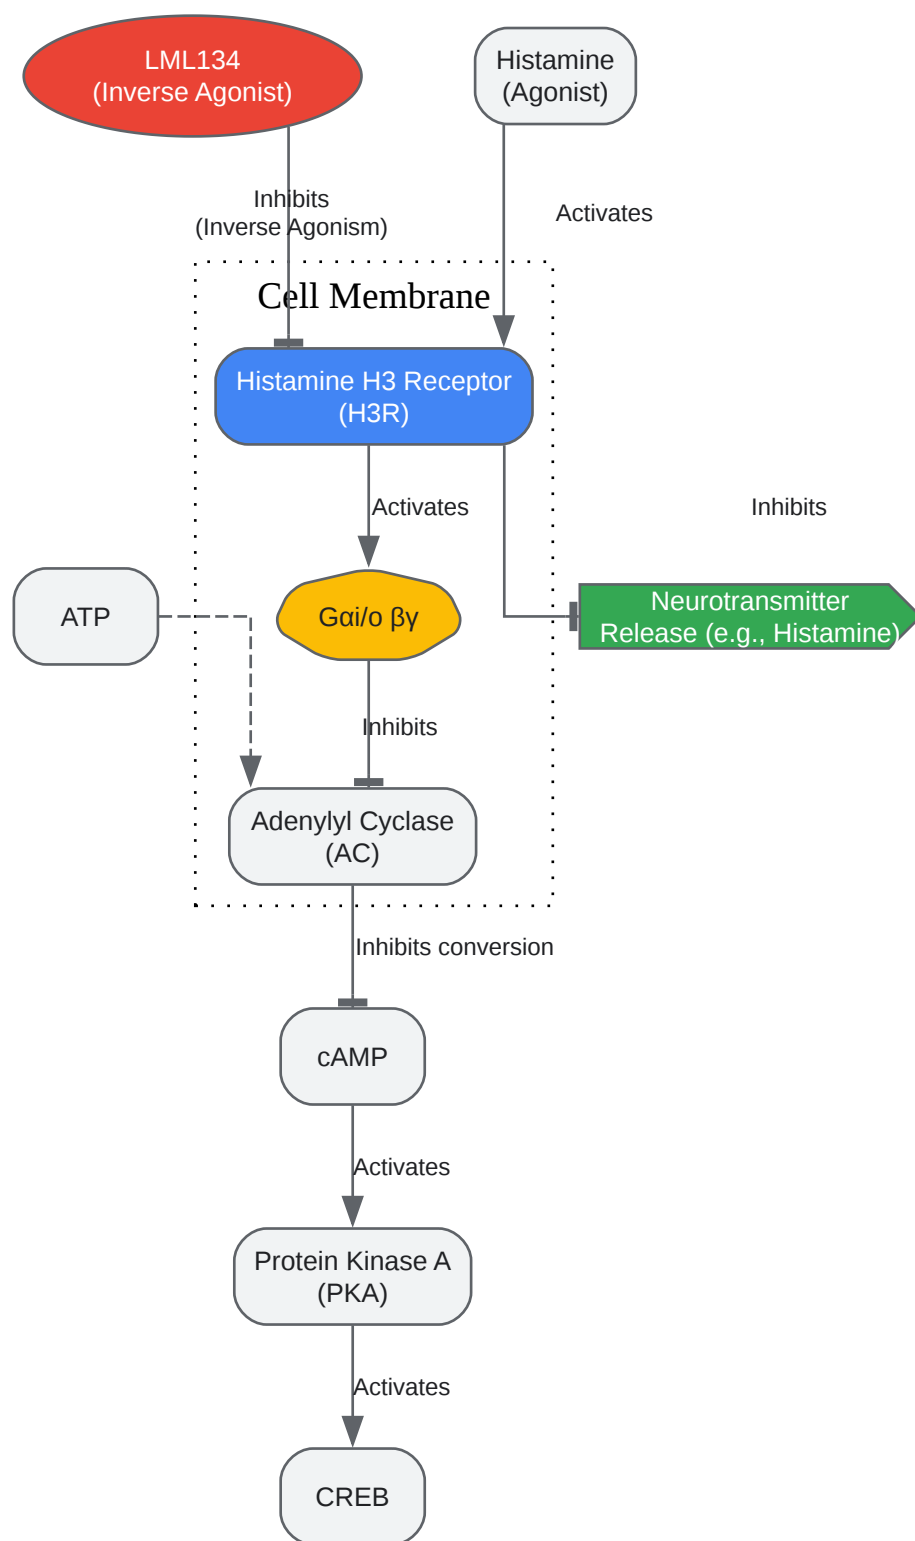 LML134
(Inverse Agonist)
Histamine
(Agonist)
Inhibits
(Inverse Agonism)
Activates
Cell Membrane
Histamine H3 Receptor
(H3R)
Activates
Inhibits
ATP
Gαi/o βγ
Neurotransmitter
Release (e.g., Histamine)
Inhibits
Adenylyl Cyclase
(AC)
Inhibits conversion
cAMP
Activates
Protein Kinase A
(PKA)
Activates
CREB